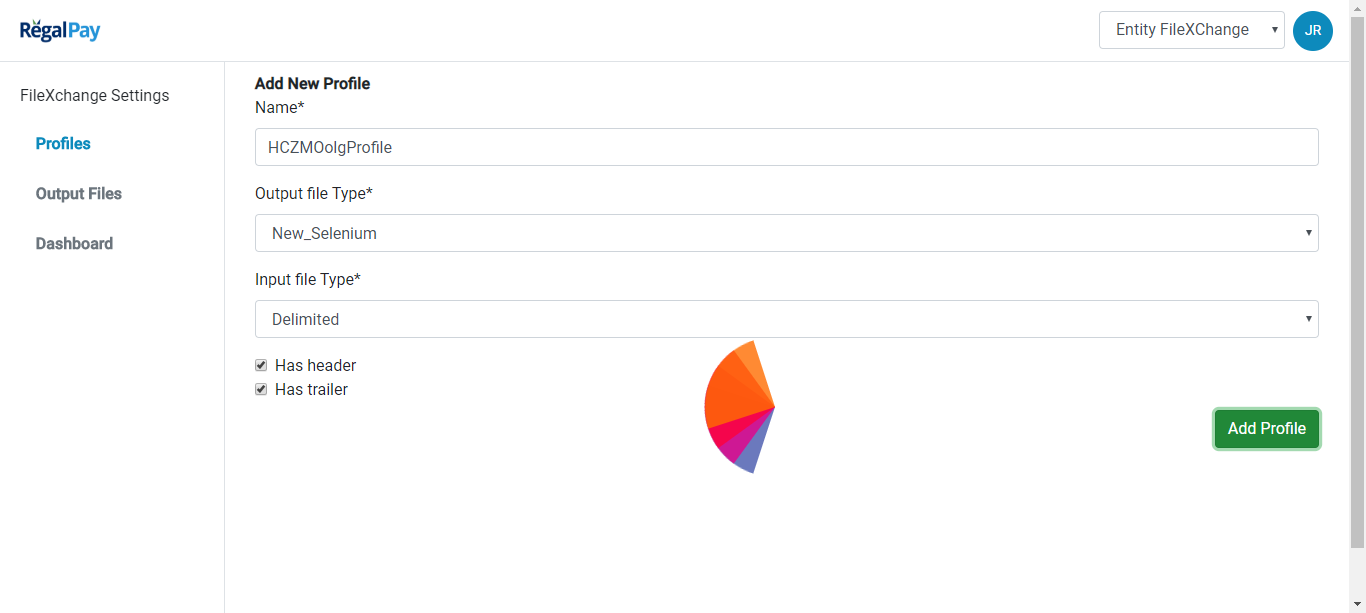 RegalPay
Entity FileXChange
JR
FileXchange Settings
Profiles
Output Files
Dashboard
Add New Profile
Name*
HCZMOolgProfile
Output file Type*
New_Selenium
Input file Type*
Delimited
Has header
Has trailer
Add Profile